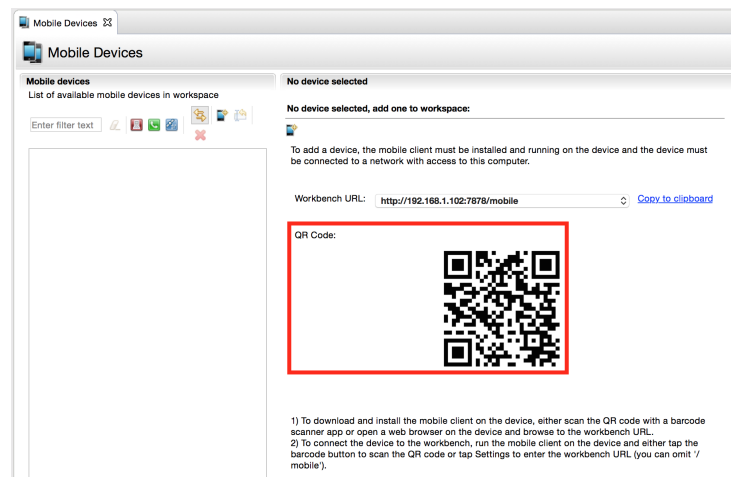 Mobile Devices
Mobile Devices
Mobile devices
List of available mobile devices in workspace
Enter filter text
No device selected
No device selected, add one to workspace:
To add a device, the mobile client must be installed and running on the device and the device must
be connected to a network with access to this computer.
Workbench URL: http://192.168.1.102:7878/mobile Copy to clipboard
QR Code:
1) To download and install the mobile client on the device, either scan the QR code with a barcode
scanner app or open a web browser on the device and browse to the workbench URL.
2) To connect the device to the workbench, run the mobile client on the device and either tap the
barcode button to scan the QR code or tap Settings to enter the workbench URL (you can omit '/
mobile').